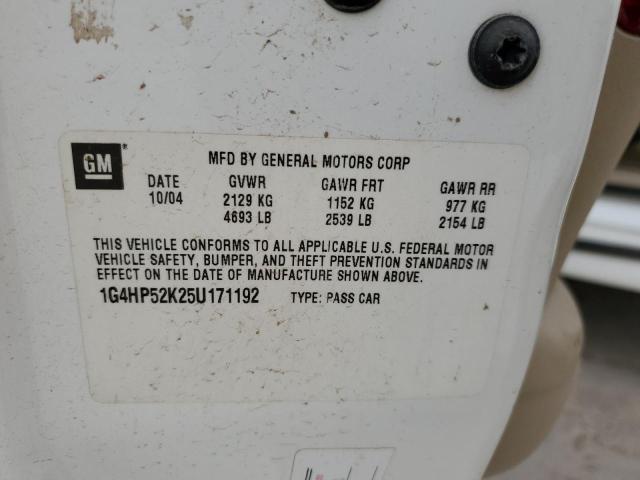 GM
MFD BY GENERAL MOTORS CORP
DATE GVWR GAWR FRT GAWR RR
10/04 2129 KG 1152 KG 977 KG
4693 LB 2539 LB 2154 LB
THIS VEHICLE CONFORMS TO ALL APPLICABLE U.S. FEDERAL MOTOR
VEHICLE SAFETY, BUMPER, AND THEFT PREVENTION STANDARDS IN
EFFECT ON THE DATE OF MANUFACTURE SHOWN ABOVE.
1G4HP52K25U171192 TYPE: PASS CAR